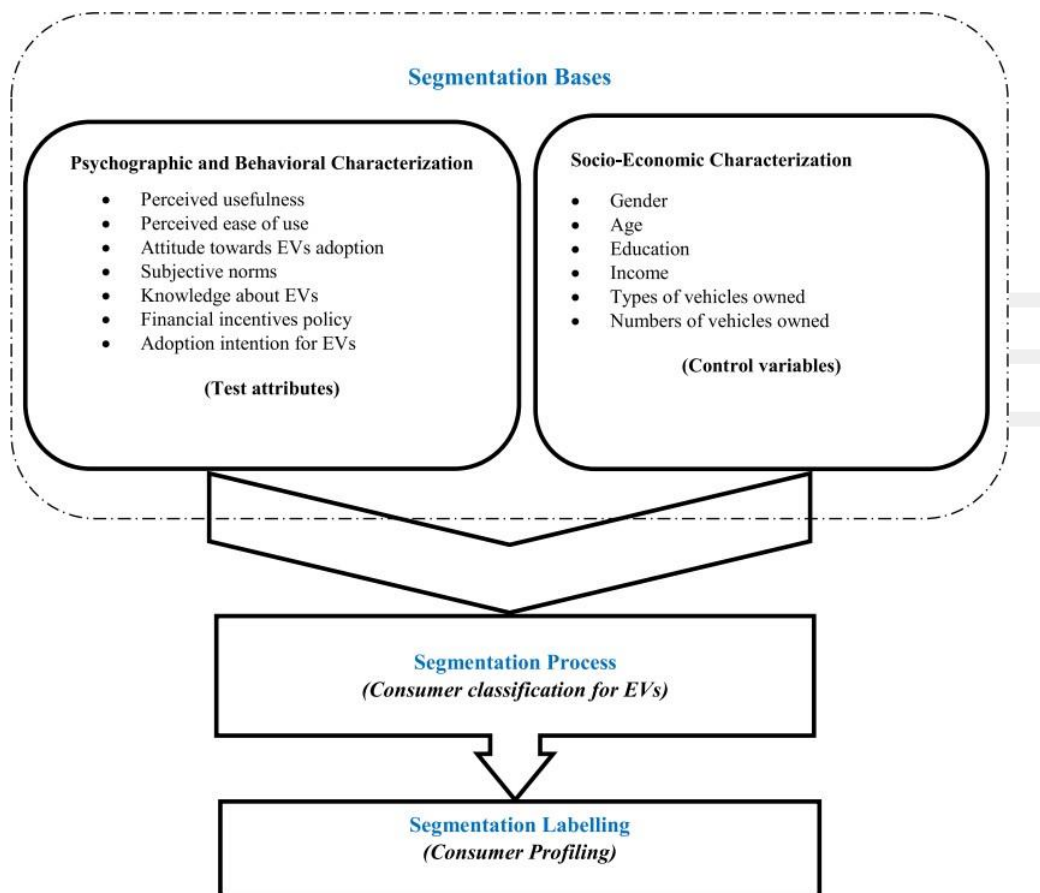 Segmentation Bases
Psychographic and Behavioral Characterization
• Perceived usefulness
• Perceived ease of use
• Attitude towards EVs adoption
• Subjective norms
• Knowledge about EVs
• Financial incentives policy
• Adoption intention for EVs
(Test attributes)
Socio-Economic Characterization
• Gender
• Age
• Education
• Income
• Types of vehicles owned
• Numbers of vehicles owned
(Control variables)
Segmentation Process
(Consumer classification for EVs)
Segmentation Labelling
(Consumer Profiling)